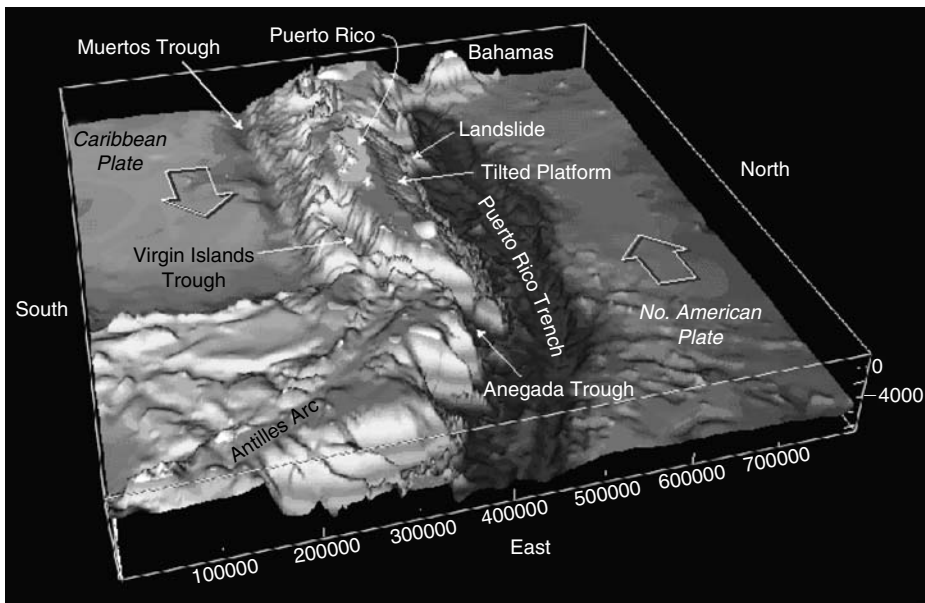 Puerto Rico
Muertos Trough
Bahamas
Caribbean
Plate
Landslide
Tilted Platform
North
Puerto Rico Trench
Virgin Islands
Trough
South
No. American
Plate
Anegada Trough
0
−4000
Antilles Arc
100000
200000
300000
400000
500000
600000
700000
East